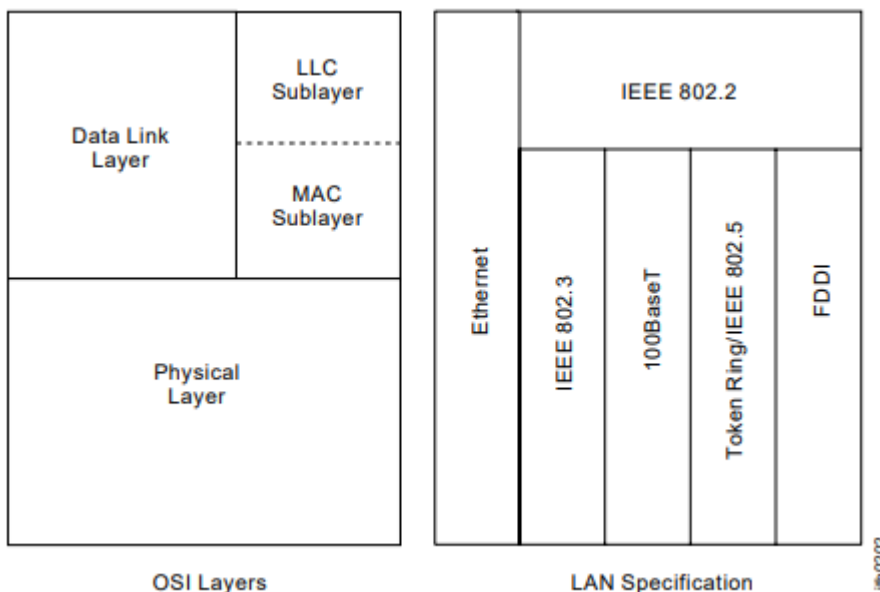 LLC
Sublayer
Data Link
Layer
MAC
Sublayer
Physical
Layer
OSI Layers
IEEE 802.2
Ethernet
IEEE 802.3
100BaseT
Token Ring/IEEE 802.5
FDDI
LAN Specification